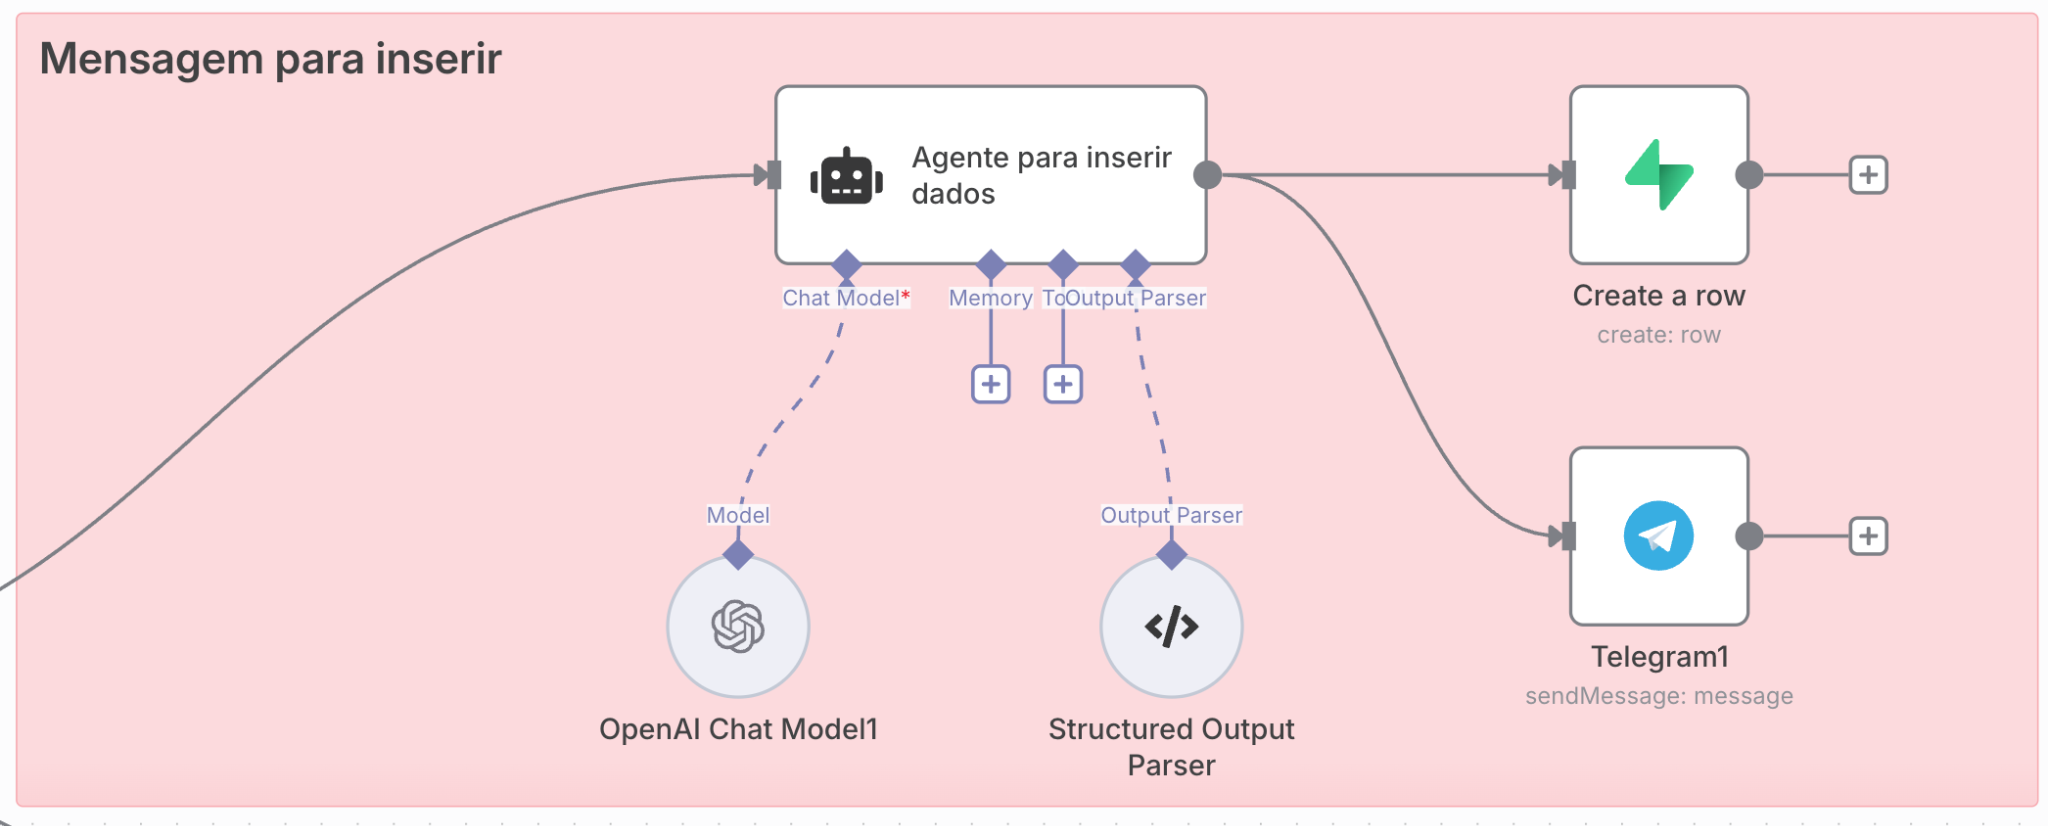 Mensagem para inserir
Agente para inserir
dados
Chat Model*
Memory
To
Output Parser
Create a row
create: row
Model
Output Parser
Telegram1
sendMessage: message
OpenAI Chat Model1
Structured Output
Parser